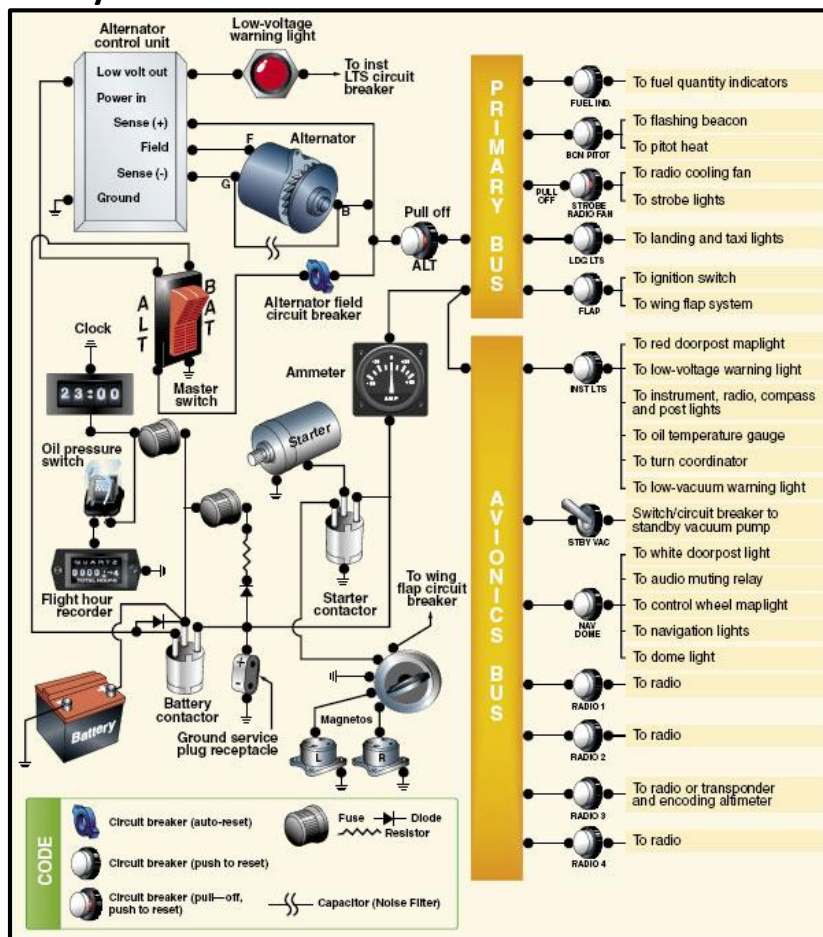 Alternator
control unit
Low-voltage
warning light
Low volt out
Power in
Sense (+)
Field
Sense (-)
Ground
To inst
LTS circuit
breaker
F
Alternator
G
B
Pull off
ALT
Alternator field
circuit breaker
ALT
BAT
Master
switch
Clock
23:00
Oil pressure
switch
QUARTZ
TOTAL HOURS
Flight hour
recorder
Ammeter
AMP
Starter
Starter
contactor
To wing
flap circuit
breaker
Battery
Battery
contactor
Ground service
plug receptacle
Magnetos
L
R
PRIMARY BUS
FUEL IND.
To fuel quantity indicators
BCN PITOT
To flashing beacon
To pitot heat
PULL
OFF
STROBE
RADIO FAN
To radio cooling fan
To strobe lights
LDG LTS
To landing and taxi lights
FLAP
To ignition switch
To wing flap system
AVIONICS BUS
INST LTS
To red doorpost maplight
To low-voltage warning light
To instrument, radio, compass
and post lights
To oil temperature gauge
To turn coordinator
To low-vacuum warning light
STBY VAC
Switch/circuit breaker to
standby vacuum pump
NAV
DOME
To white doorpost light
To audio muting relay
To control wheel maplight
To navigation lights
To dome light
RADIO 1
To radio
RADIO 2
To radio
RADIO 3
To radio or transponder
and encoding altimeter
RADIO 4
To radio
CODE
Circuit breaker (auto-reset)
Circuit breaker (push to reset)
Circuit breaker (pull—off,
push to reset)
Fuse
Diode
Resistor
Capacitor (Noise Filter)